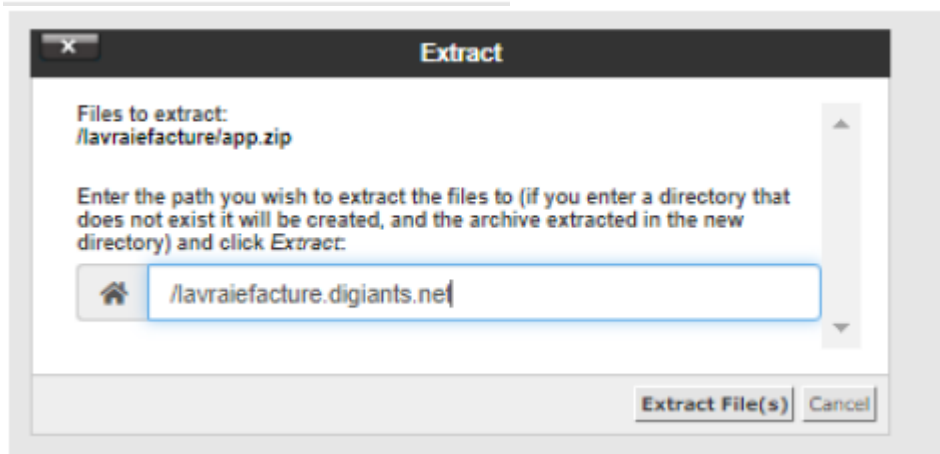 ×
Extract
Files to extract:
/lavraiefacture/app.zip
Enter the path you wish to extract the files to (if you enter a directory that
does not exist it will be created, and the archive extracted in the new
directory) and click Extract:
/lavraiefacture.digiants.net
Extract File(s) Cancel